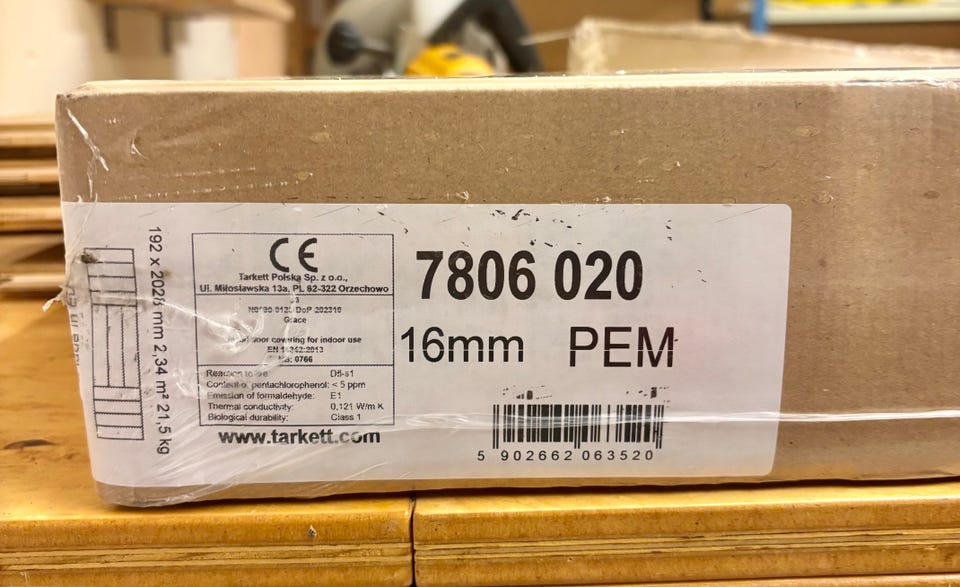 192 x 2028 mm 2,34 m² 21,5 kg
CE
Tarkett Polska Sp. z o.o.,
Ul. Miłosławska 13a, PL 62-322 Orzechowo
Grace
covering for indoor use
0766
Reaction to fire: Dfl-s1
Content of pentachlorophenol: < 5 ppm
Emission of formaldehyde: E1
Thermal conductivity: 0,121 W/m K
Biological durability: Class 1
www.tarkett.com
7806 020
16mm PEM
5 902662 063520